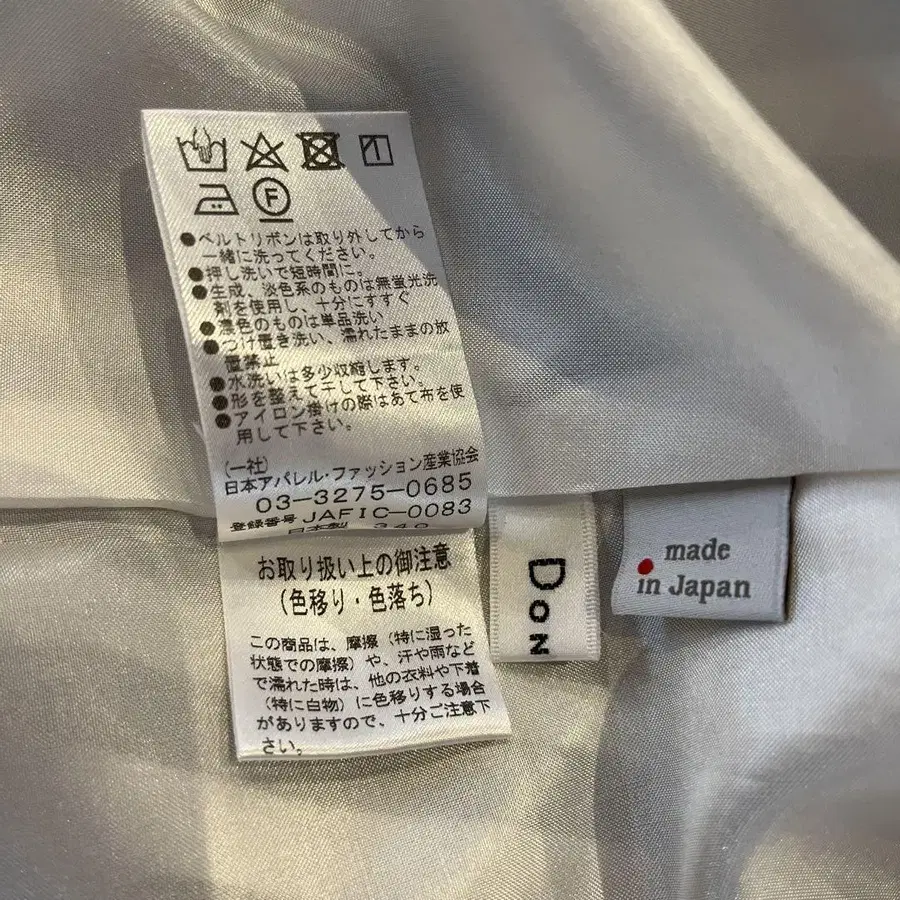 F
●ベルトリボンは取り外してから
一緒に洗ってください。
●押し洗いで短時間に。
●生成、淡色系のものは無蛍光洗
剤を使用し、十分にすすぐ
●濃色のものは単品洗い
●つけ置き洗い、濡れたままの放
置禁止
●水洗いは多少収縮します。
●形を整えて干して下さい。
●アイロン掛けの際はあて布を使
用して下さい。
(一社)
日本アパレル・ファッション産業協会
03-3275-0685
登録番号 JAFIC-0083
日本製 340
お取り扱い上の御注意
(色移り・色落ち)
この商品は、摩擦(特に湿った
状態での摩擦)や、汗や雨など
で濡れた時は、他の衣料や下着
(特に白物)に色移りする場合
がありますので、十分ご注意下
さい。
DON
made
in Japan